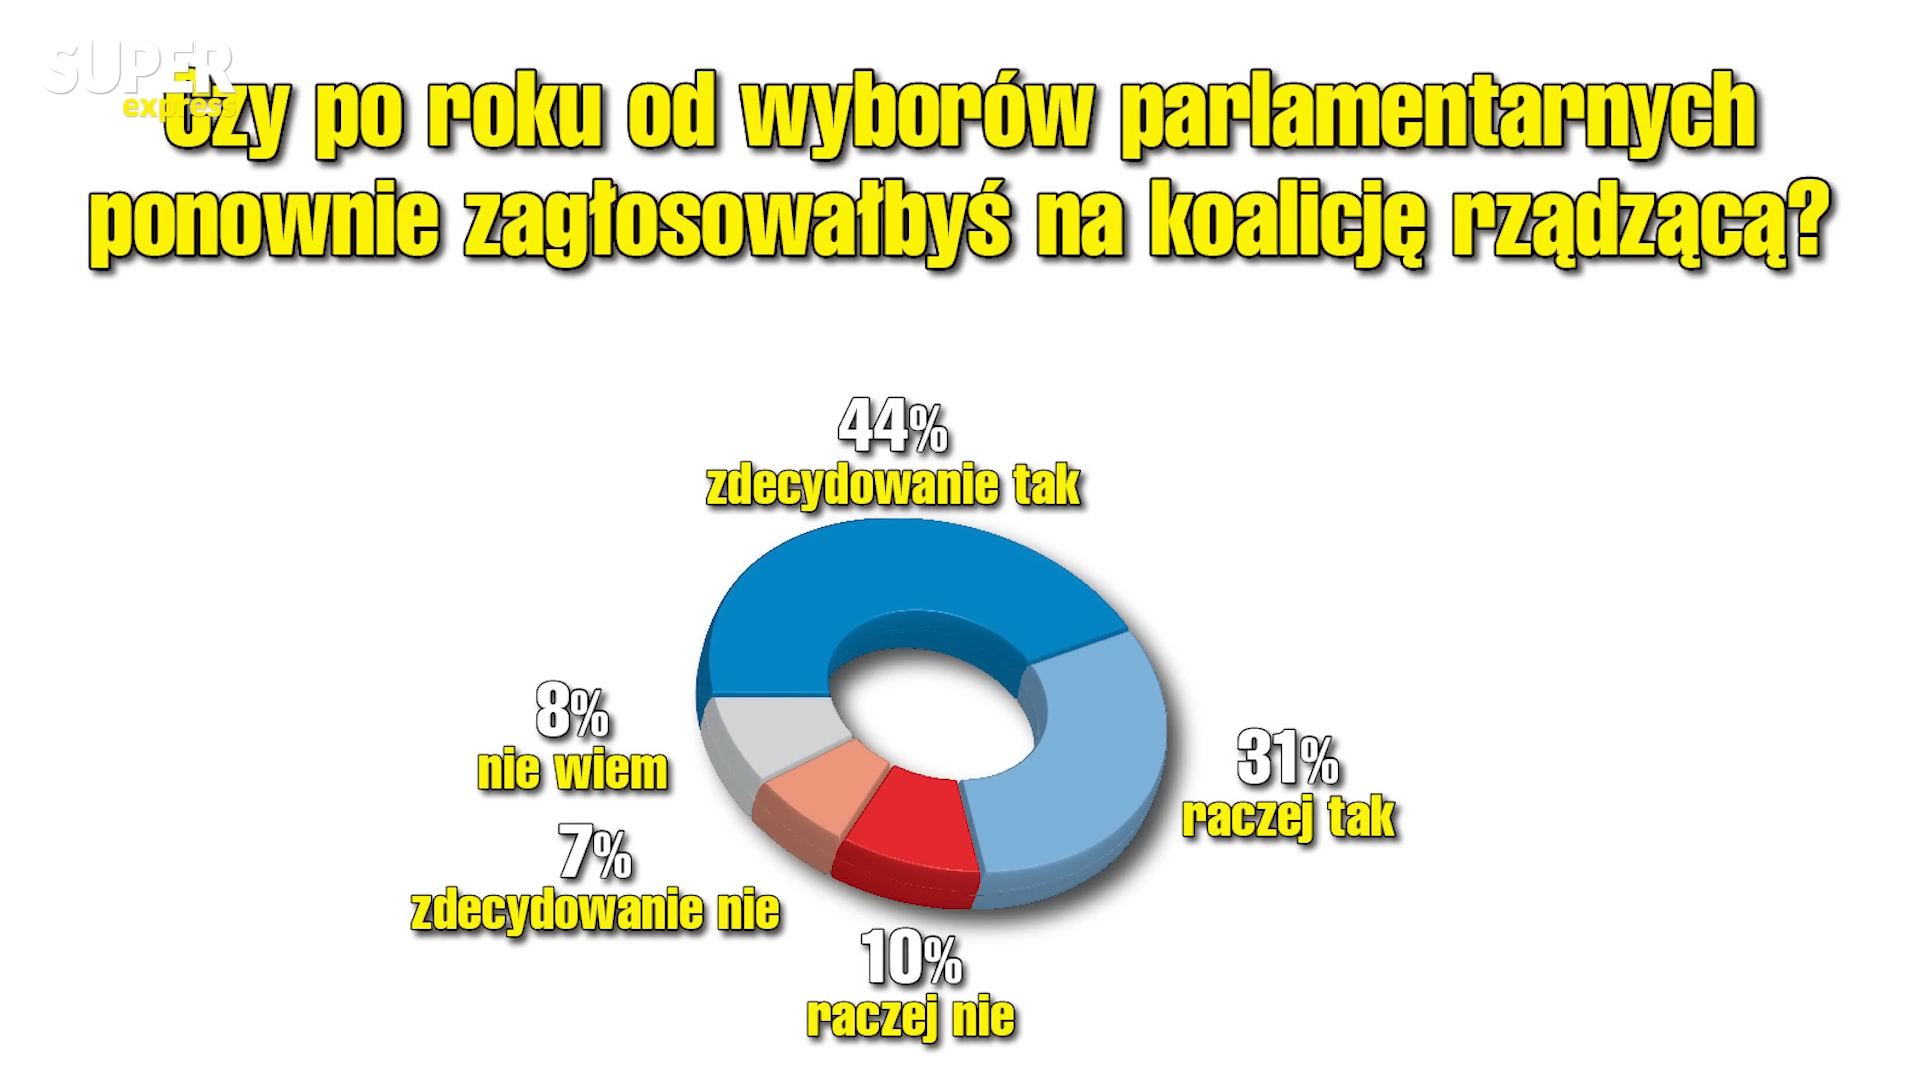 SUPER
express
Czy po roku od wyborów parlamentarnych
ponownie zagłosowałbyś na koalicję rządzącą?
44%
zdecydowanie tak
8%
nie wiem
31%
raczej tak
7%
zdecydowanie nie
10%
raczej nie